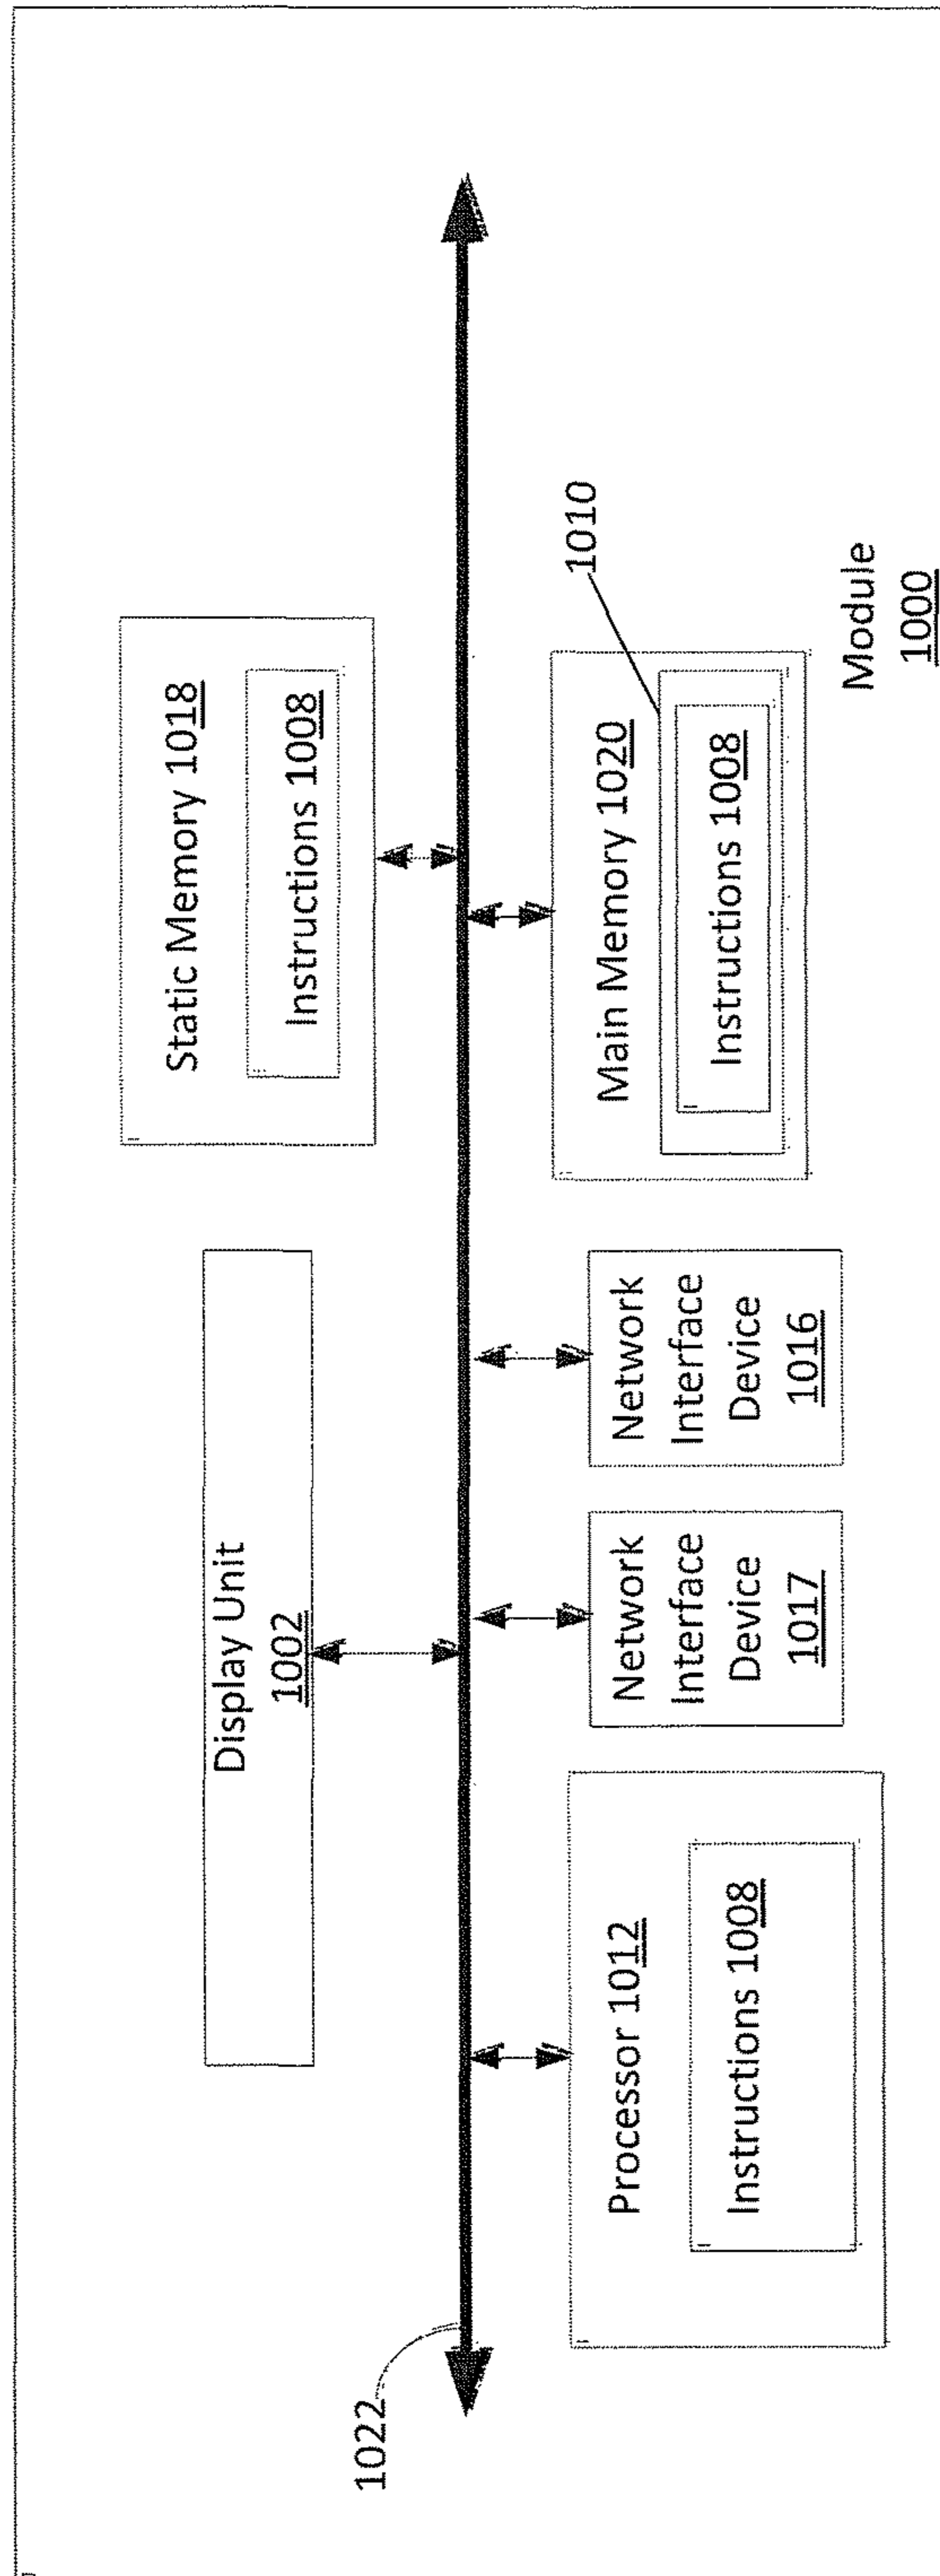 Display Unit
1002
Static Memory 1018
Instructions 1008
1022
Processor 1012
Instructions 1008
Network
Interface
Device
1017
Network
Interface
Device
1016
Main Memory 1020
Instructions 1008
1010
Module
1000